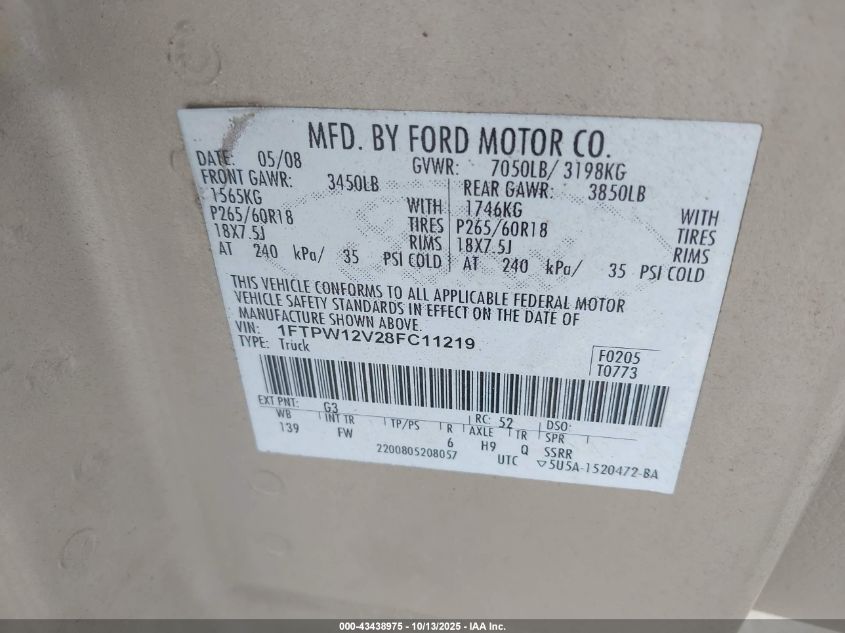 MFD. BY FORD MOTOR CO.
DATE: 05/08 GVWR: 7050LB/ 3198KG
FRONT GAWR: 3450LB REAR GAWR: 3850LB
1565KG WITH 1746KG WITH
P265/60R18 TIRES P265/60R18 TIRES
18X7.5J RIMS 18X7.5J RIMS
AT 240 kPa/ 35 PSI COLD AT 240 kPa/ 35 PSI COLD
THIS VEHICLE CONFORMS TO ALL APPLICABLE FEDERAL MOTOR
VEHICLE SAFETY STANDARDS IN EFFECT ON THE DATE OF
MANUFACTURE SHOWN ABOVE.
VIN: 1FTPW12V28FC11219
TYPE: Truck
F0205
T0773
EXT PNT: G3 RC: 52 DSO:
WB INT TR TP/PS R AXLE TR SPR
139 FW 6 H9 Q SSRR
2200805208057 UTC ▽5U5A-1520472-BA
000-43438975 - 10/13/2025 - IAA Inc.